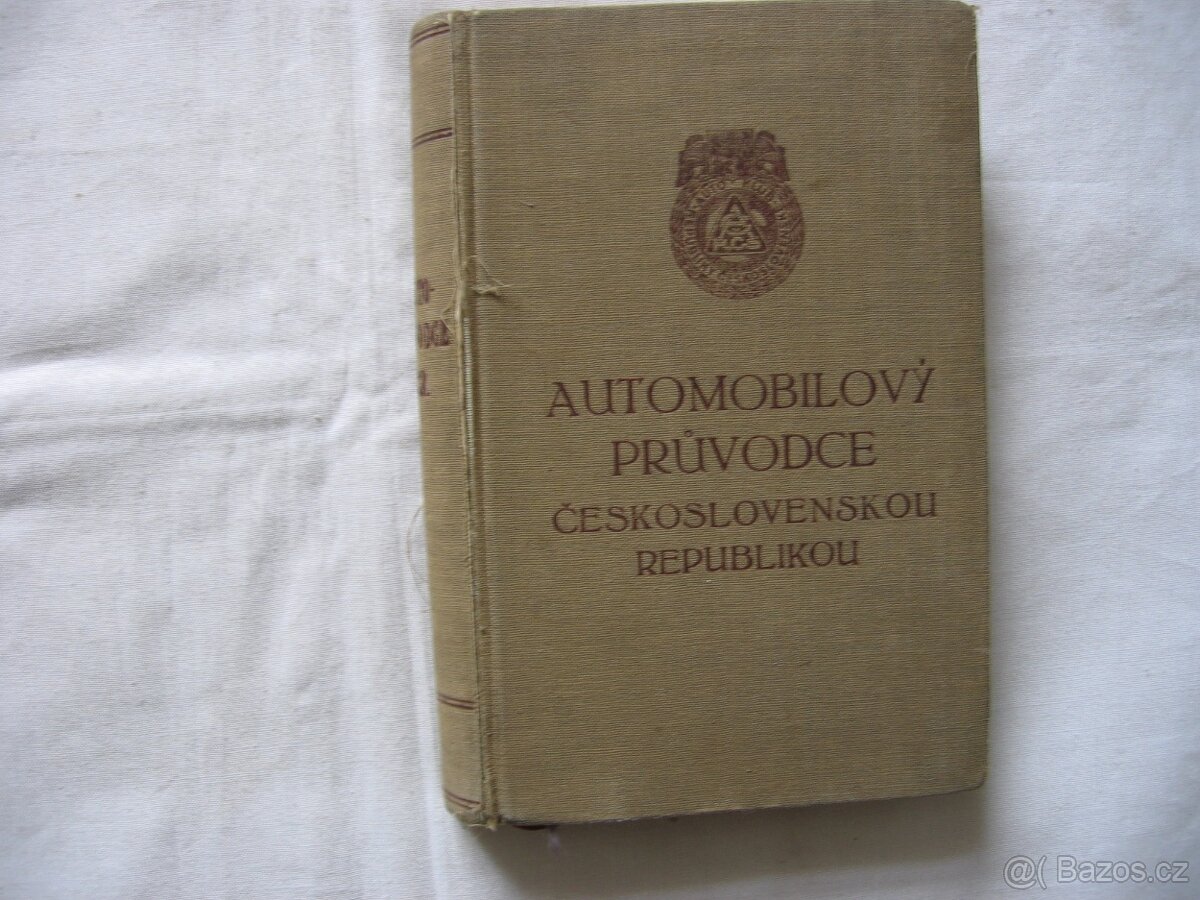 AUTOMOBILOVÝ
PRŮVODCE
ČESKOSLOVENSKOU
REPUBLIKOU
@( Bazos.cz